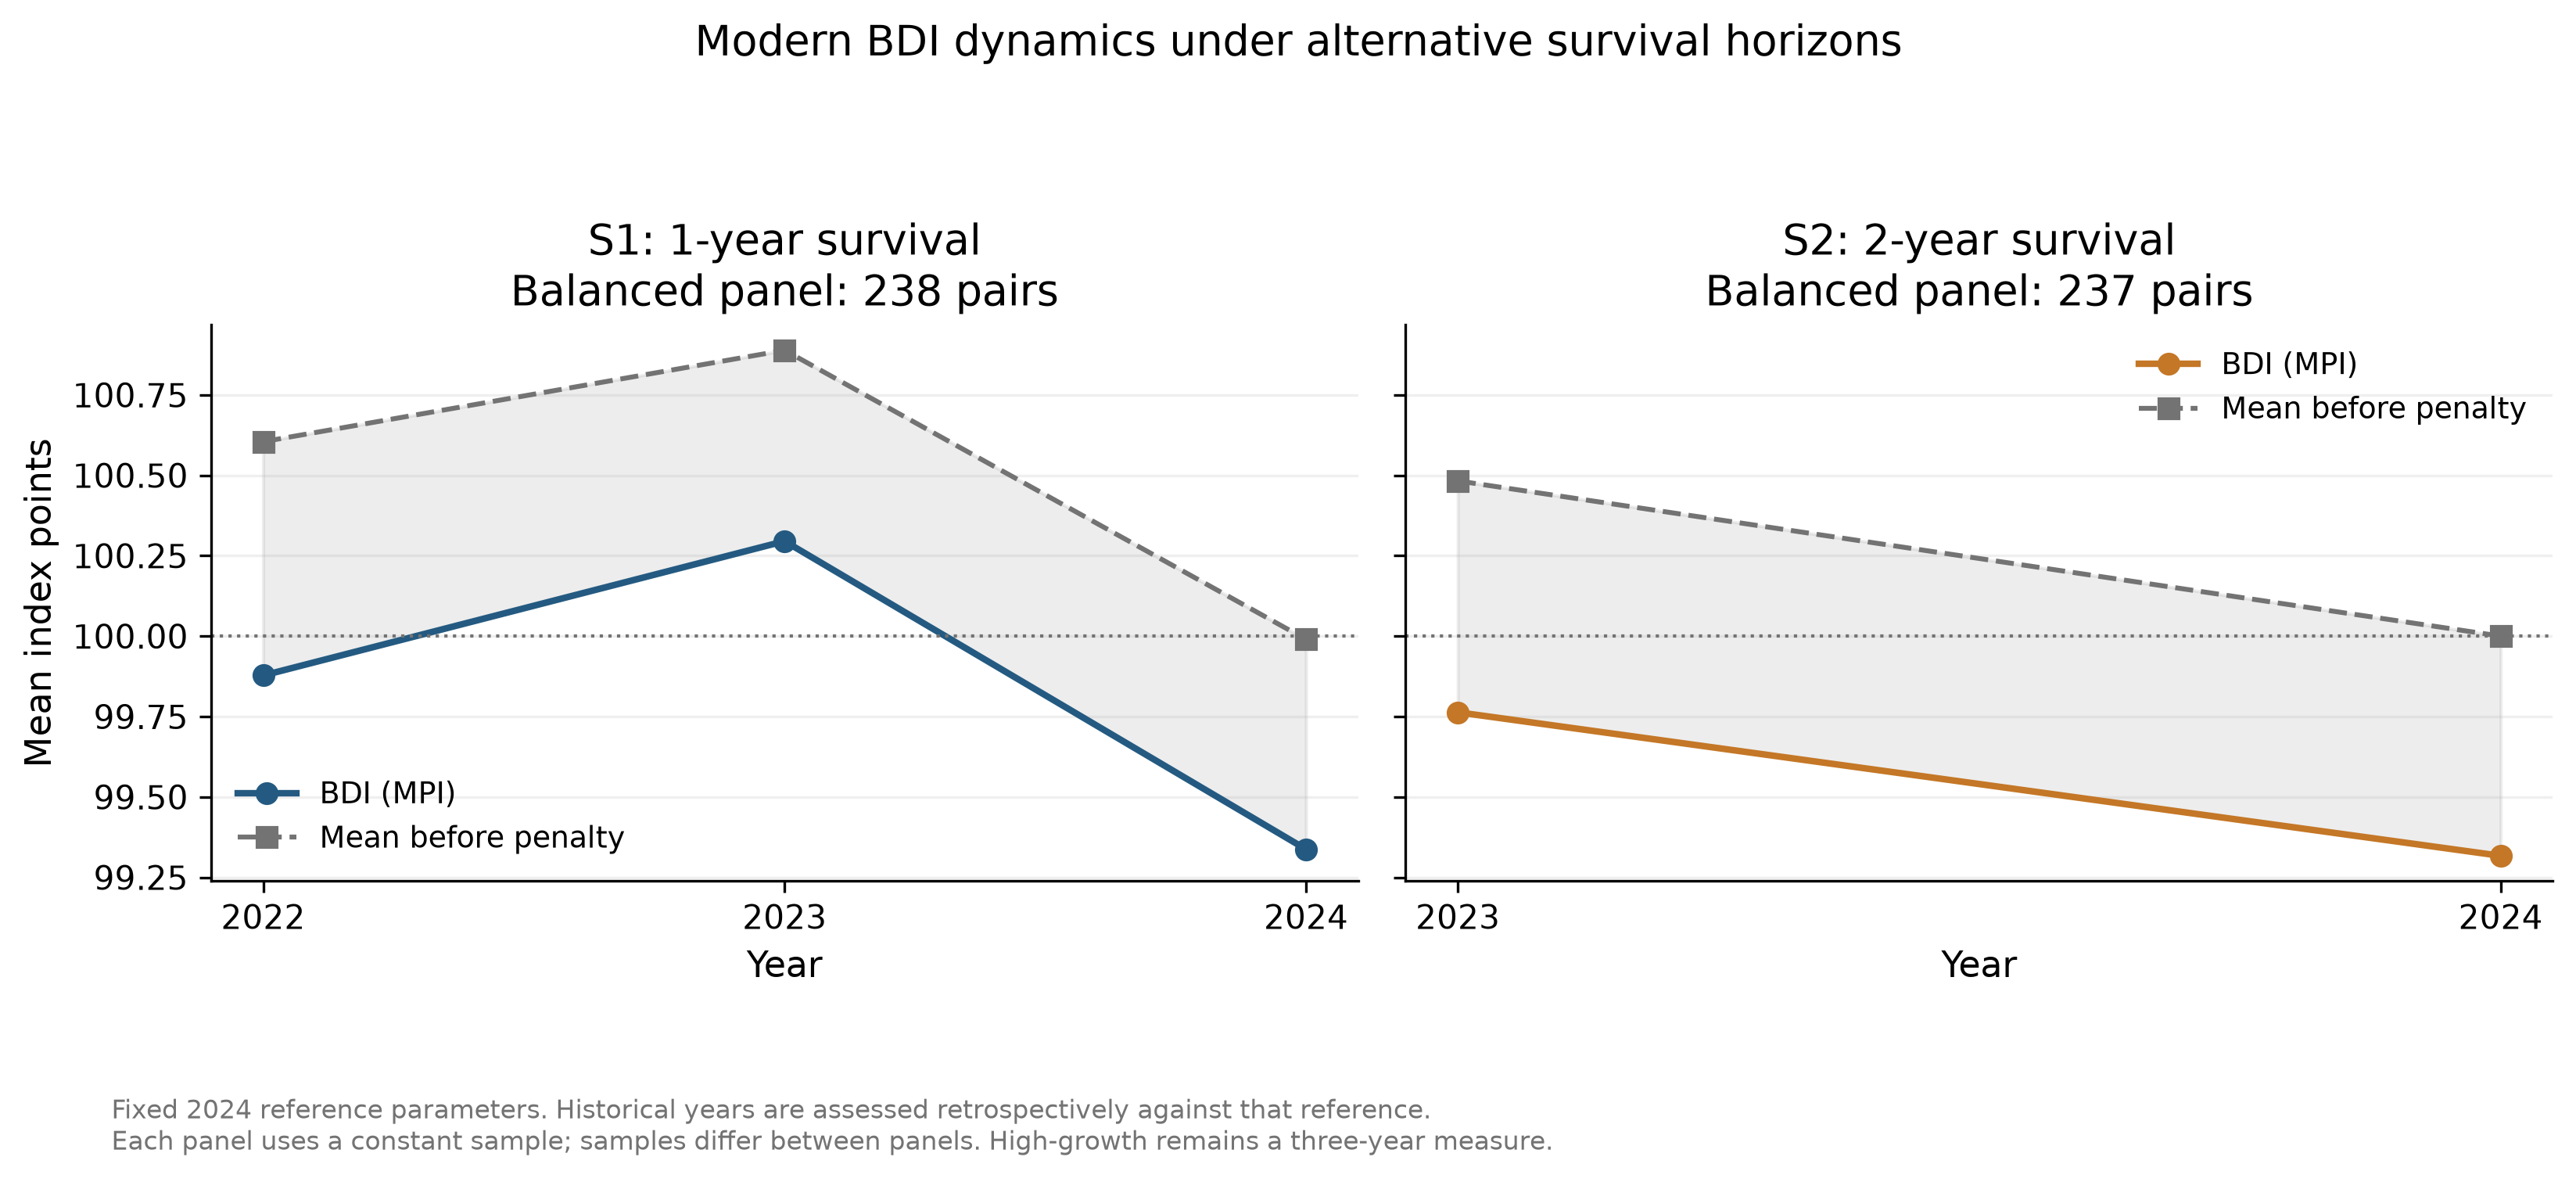 Modern BDI dynamics under alternative survival horizons
S1: 1-year survival
Balanced panel: 238 pairs
Mean index points
100.75
100.50
100.25
100.00
99.75
99.50
99.25
BDI (MPI)
Mean before penalty
2022
2023
2024
Year
S2: 2-year survival
Balanced panel: 237 pairs
BDI (MPI)
Mean before penalty
2023
2024
Year
Fixed 2024 reference parameters. Historical years are assessed retrospectively against that reference.
Each panel uses a constant sample; samples differ between panels. High-growth remains a three-year measure.